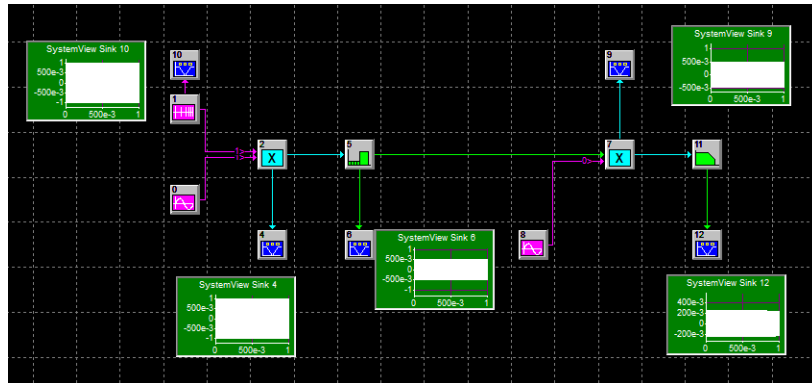 SystemView Sink 10
1
500e-3
0
-500e-3
-1
0
500e-3
1
10
1
SystemView Sink 9
1
500e-3
0
-500e-3
0
500e-3
1
9
2
X
1>
1>
5
7
X
0>
11
0
4
6
8
12
SystemView Sink 6
1
500e-3
0
-500e-3
-1
0
500e-3
1
SystemView Sink 4
1
500e-3
0
-500e-3
-1
0
500e-3
1
SystemView Sink 12
400e-3
200e-3
0
-200e-3
0
500e-3
1